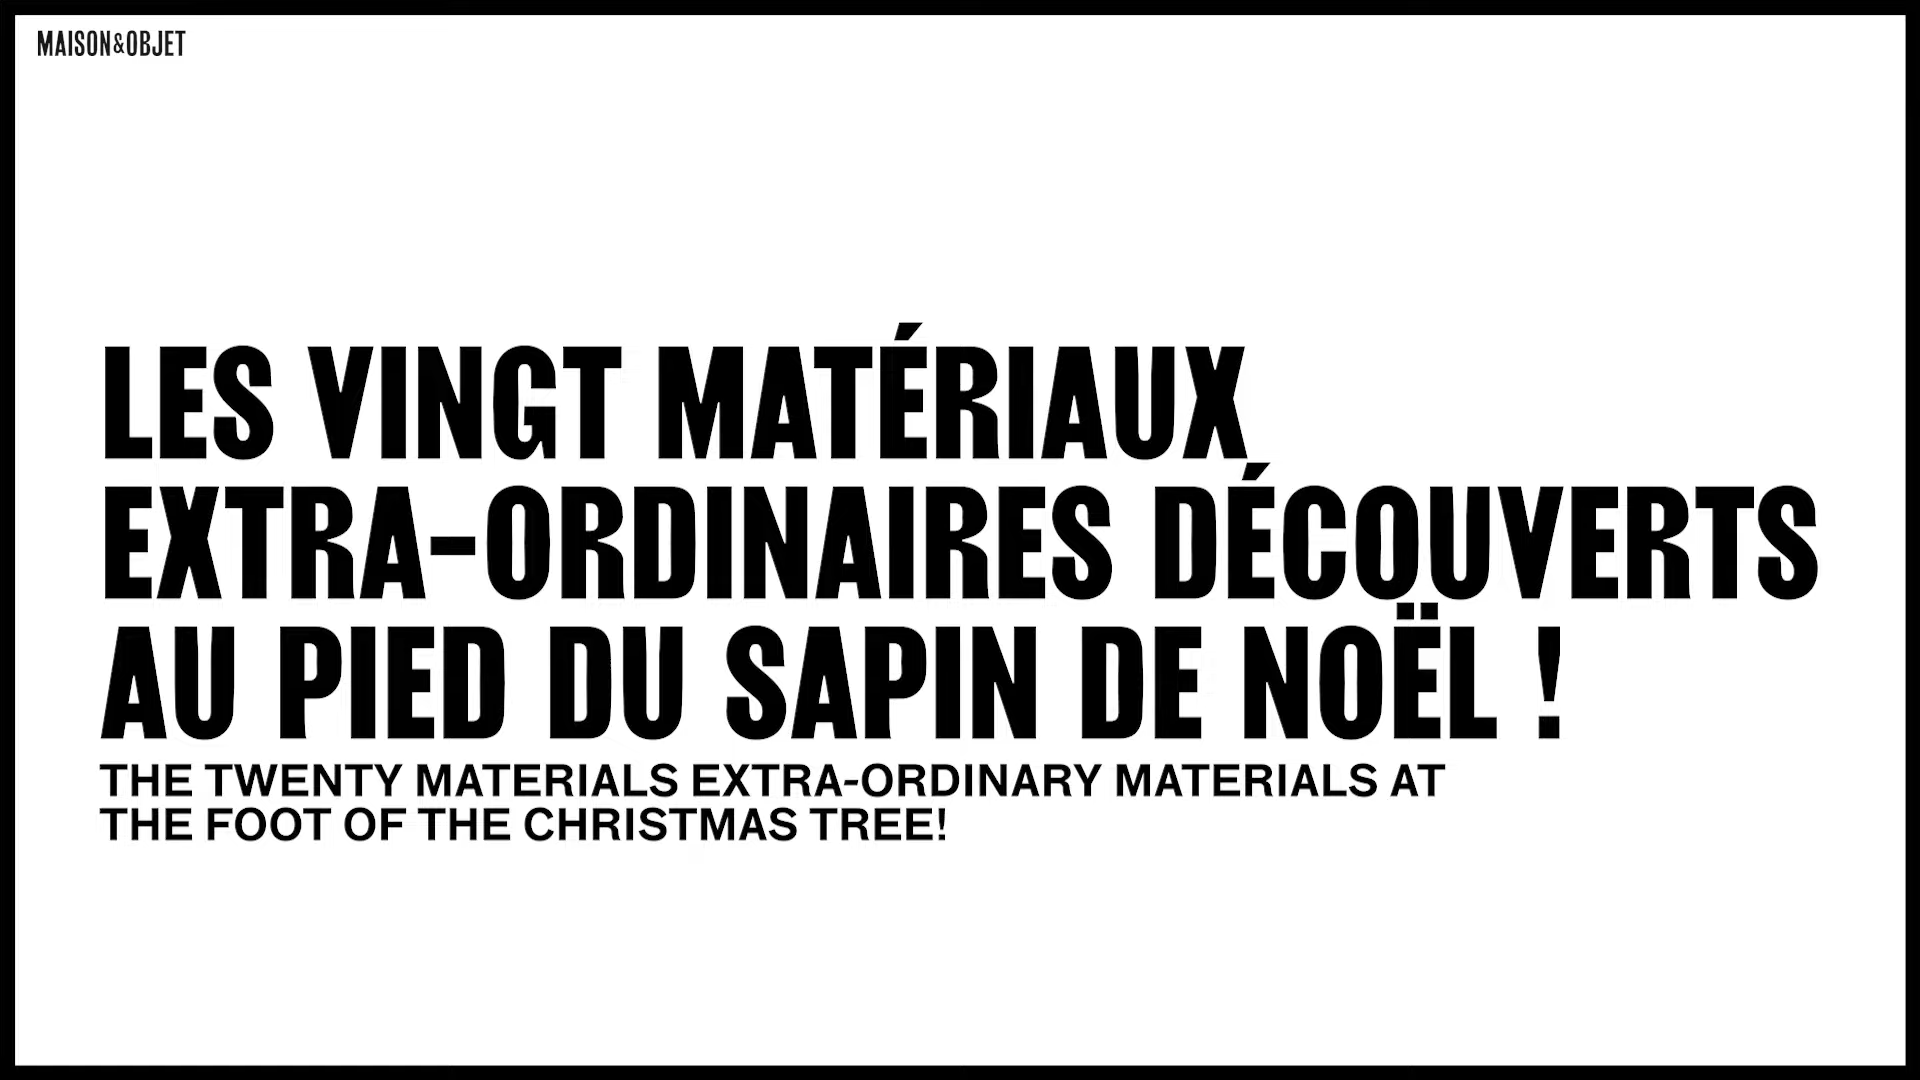 MAISON&OBJET
LES VINGT MATÉRIAUX
EXTRA-ORDINAIRES DÉCOUVERTS
AU PIED DU SAPIN DE NOËL !
THE TWENTY MATERIALS EXTRA-ORDINARY MATERIALS AT
THE FOOT OF THE CHRISTMAS TREE!